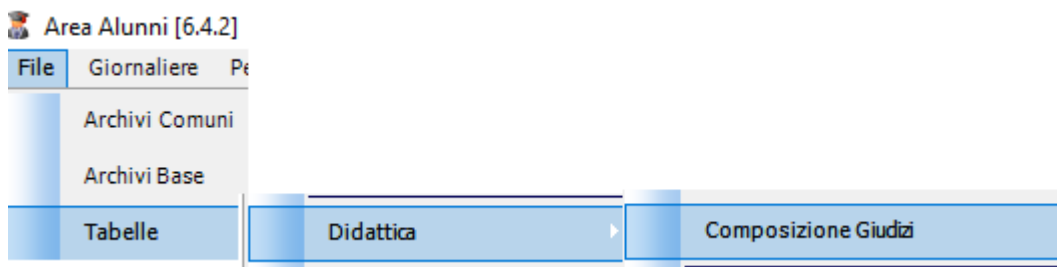 Area Alunni [6.4.2]
File Giornaliere
Archivi Comuni
Archivi Base
Tabelle Didattica Composizione Giudizi